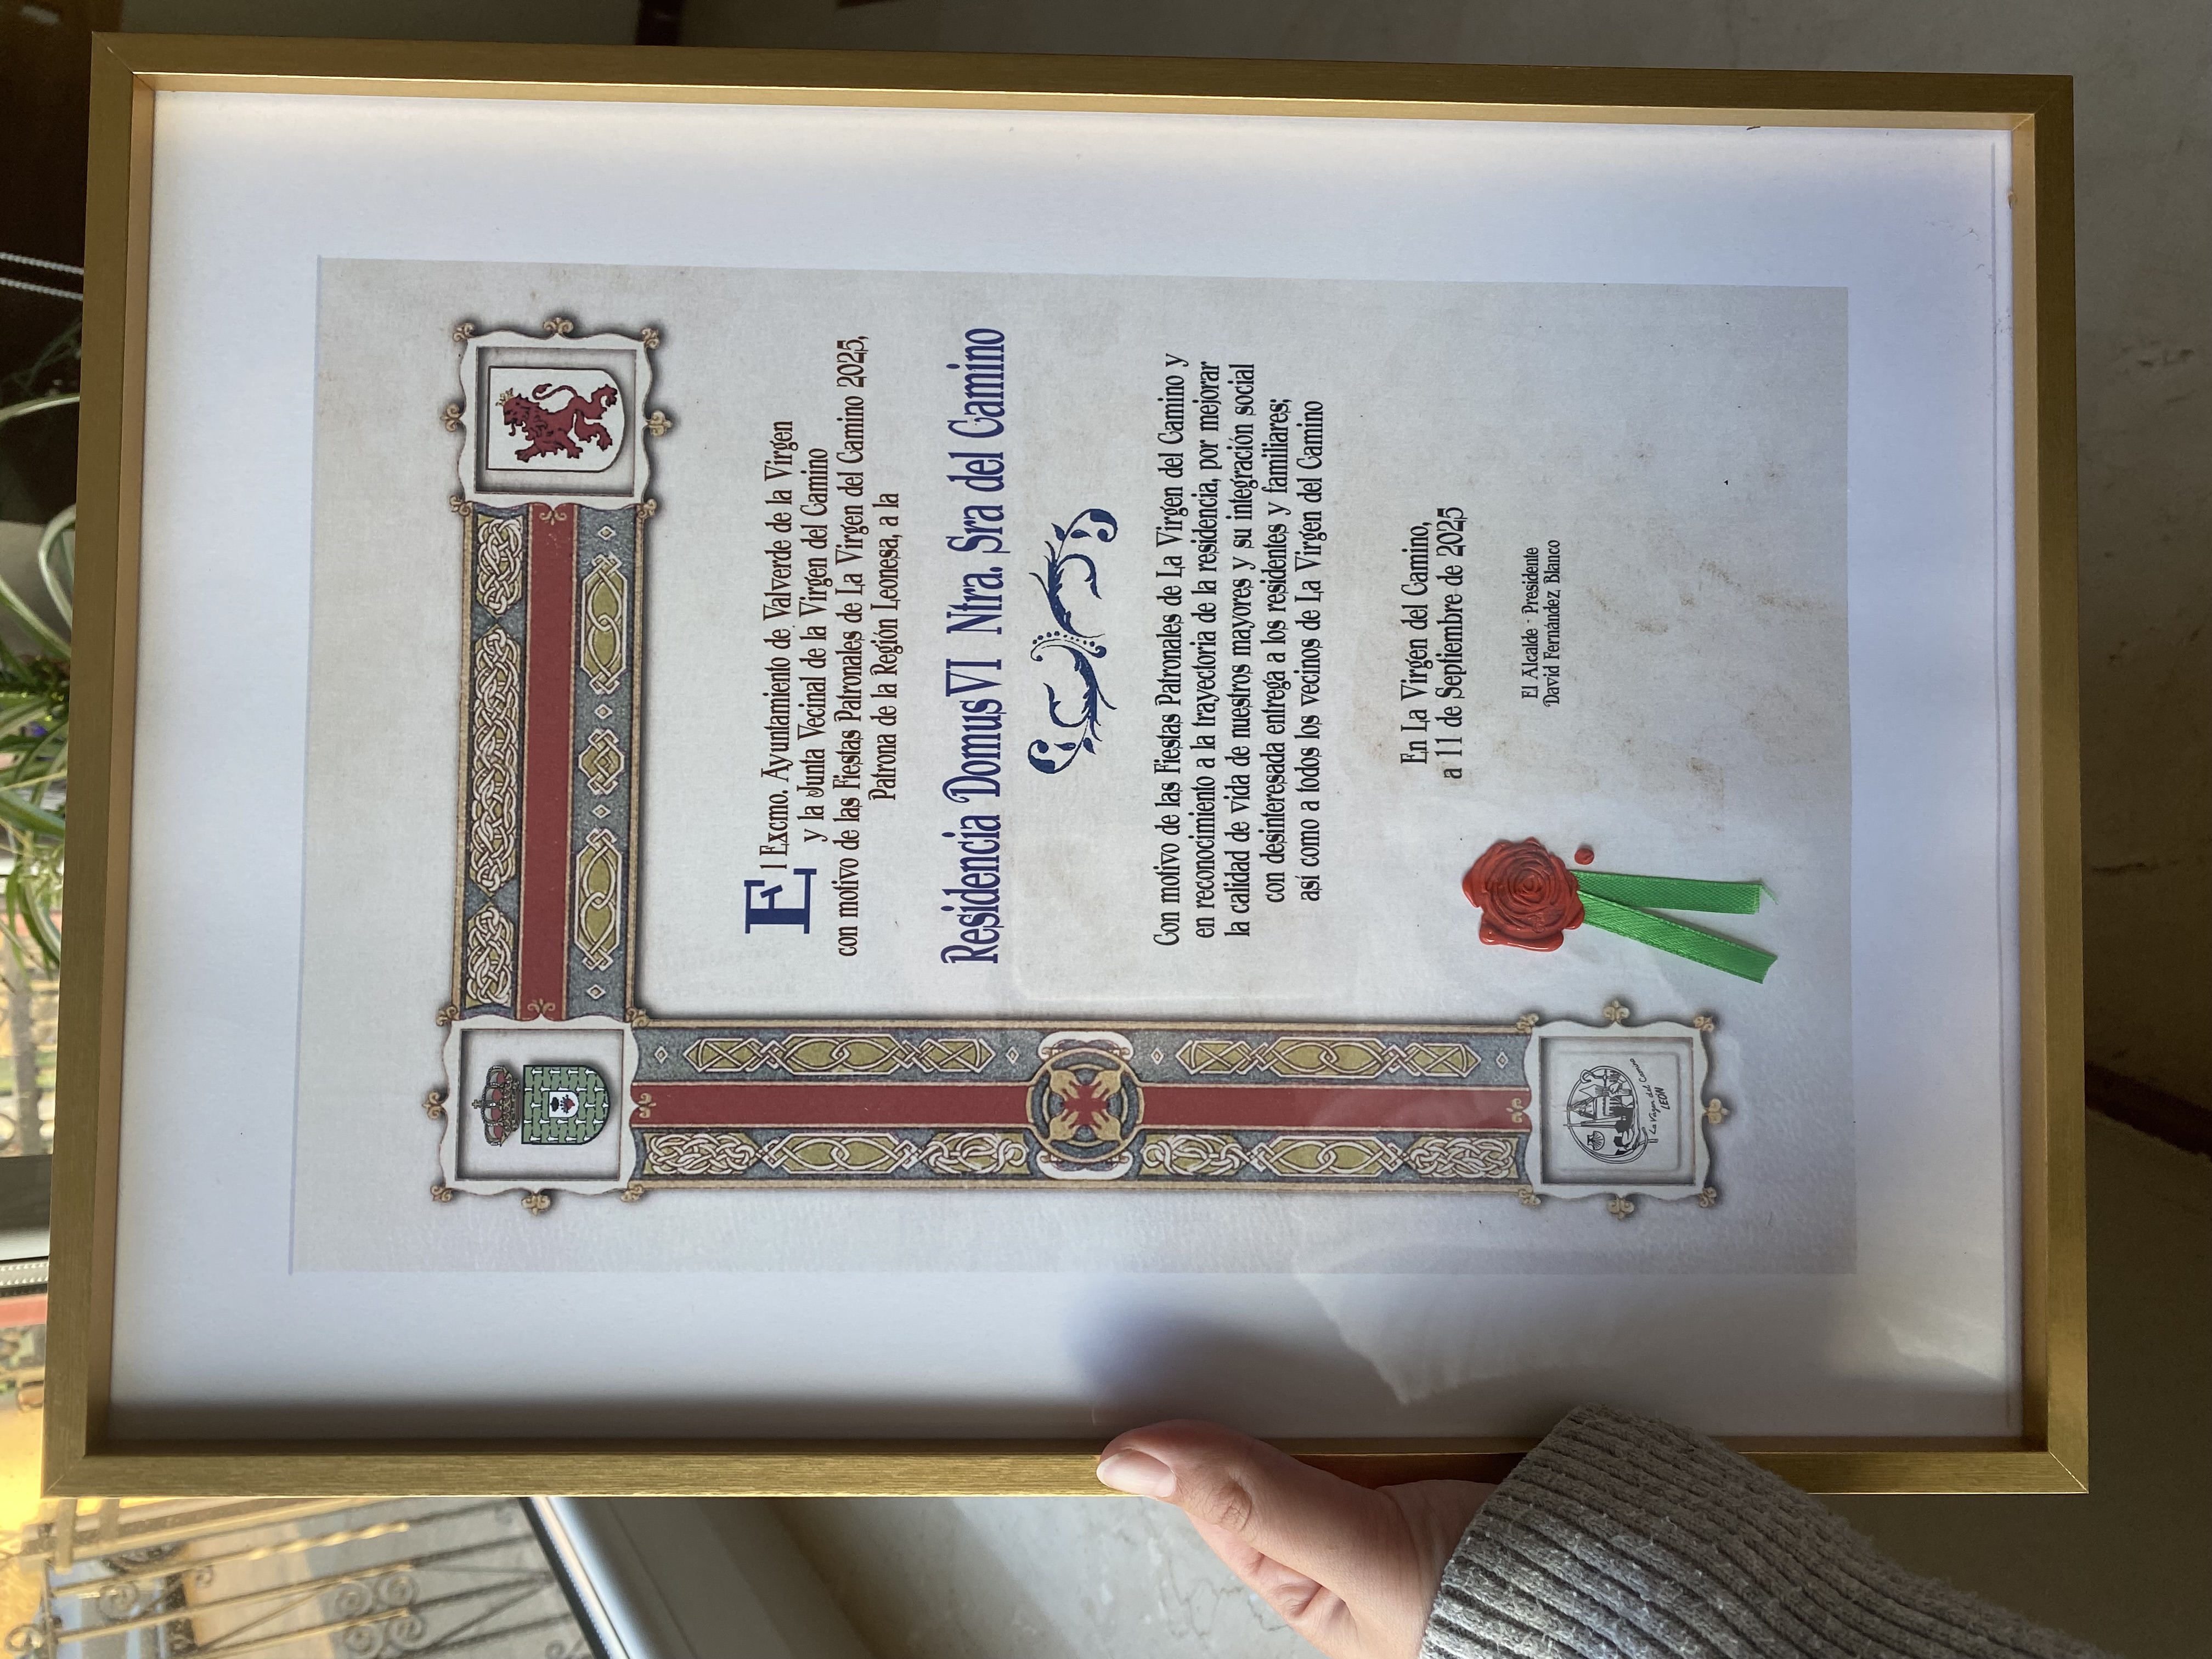 El Excmo. Ayuntamiento de Valverde de la Virgen
y la Junta Vecinal de la Virgen del Camino
con motivo de las Fiestas Patronales de La Virgen del Camino 2025,
Patrona de la Región Leonesa, a la
Residencia DomusVI Ntra. Sra del Camino
Con motivo de las Fiestas Patronales de La Virgen del Camino y
en reconocimiento a la trayectoria de la residencia, por mejorar
la calidad de vida de nuestros mayores y su integración social
con desinteresada entrega a los residentes y familiares;
así como a todos los vecinos de La Virgen del Camino
En La Virgen del Camino,
a 11 de Septiembre de 2025
El Alcalde - Presidente
David Fernández Blanco
La Virgen del Camino
LEÓN